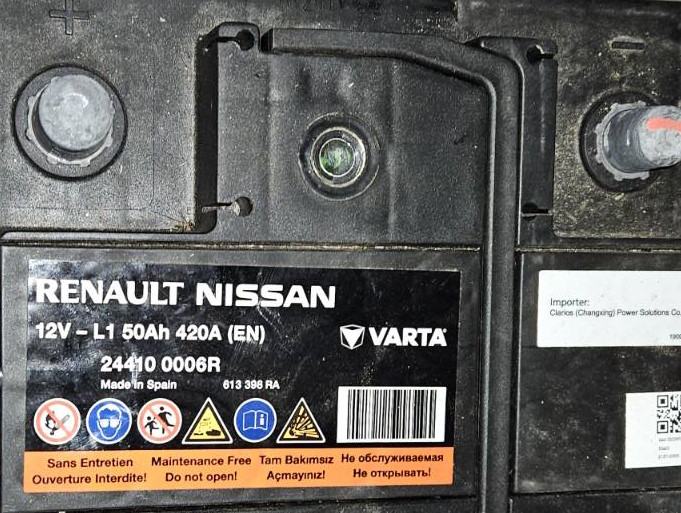 +
−
RENAULT NISSAN
12V – L1 50Ah 420A (EN)
VARTA
24410 0006R
Made in Spain
613 396 RA
Sans Entretien
Ouverture Interdite!
Maintenance Free
Do not open!
Tam Bakımsız
Açmayınız!
Не обслуживаемая
Не открывать!
Importer:
Clarios (Changxing) Power Solutions Co.